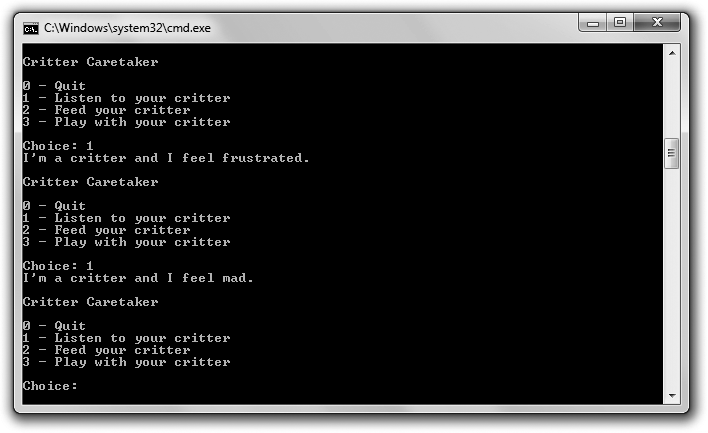 C:\Windows\system32\cmd.exe
Critter Caretaker
0 - Quit
1 - Listen to your critter
2 - Feed your critter
3 - Play with your critter
Choice: 1
I'm a critter and I feel frustrated.
Critter Caretaker
0 - Quit
1 - Listen to your critter
2 - Feed your critter
3 - Play with your critter
Choice: 1
I'm a critter and I feel mad.
Critter Caretaker
0 - Quit
1 - Listen to your critter
2 - Feed your critter
3 - Play with your critter
Choice: